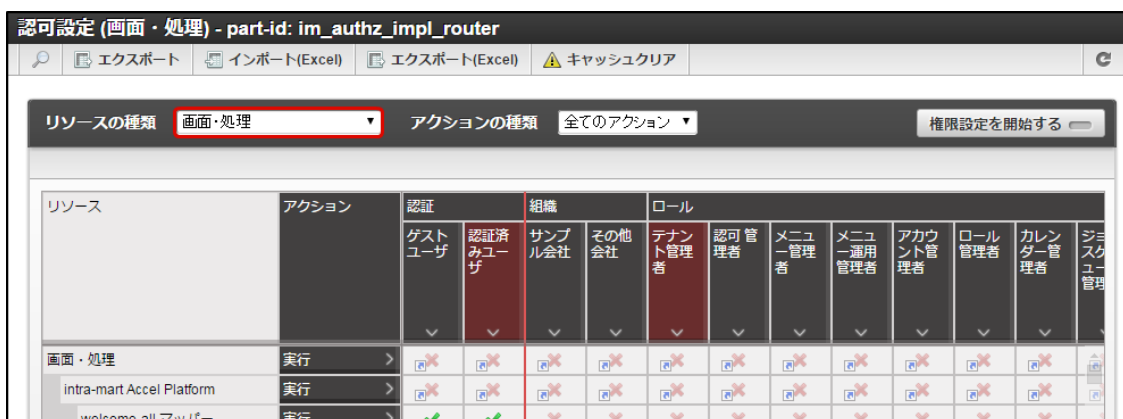 認可設定 (画面・処理) - part-id: im_authz_impl_router
エクスポート インポート(Excel) エクスポート(Excel) キャッシュクリア
リソースの種類 画面・処理 アクションの種類 全てのアクション 権限設定を開始する
リソース アクション 認証 組織 ロール
ゲストユーザ 認証済みユーザ サンプル会社 その他会社 テナント管理者 認可管理者 メニュー管理者 メニュー運用管理者 アカウント管理者 ロール管理者 カレンダー管理者
画面・処理 実行
intra-mart Accel Platform 実行
welcome-all マッパー 実行